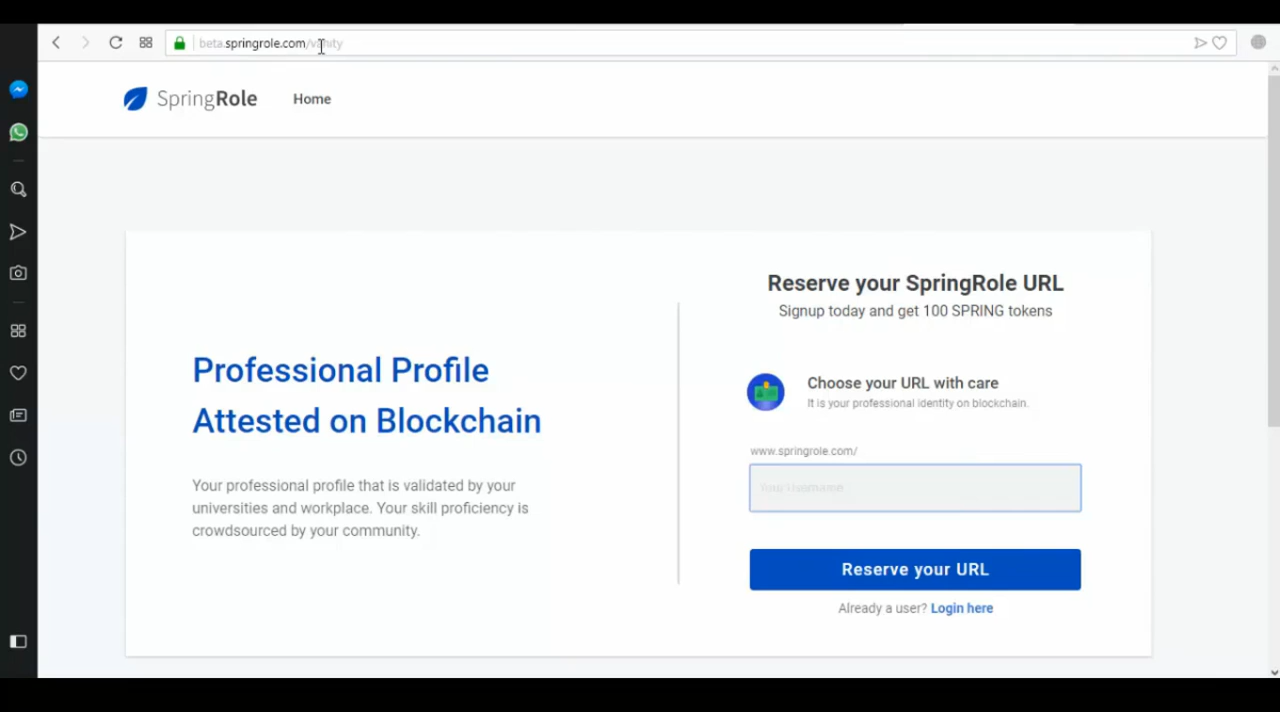 beta.springrole.com/vanity
SpringRole
Home
Reserve your SpringRole URL
Signup today and get 100 SPRING tokens
Professional Profile
Attested on Blockchain
Choose your URL with care
It is your professional identity on blockchain.
www.springrole.com/
Your Username
Your professional profile that is validated by your
universities and workplace. Your skill proficiency is
crowdsourced by your community.
Reserve your URL
Already a user? Login here